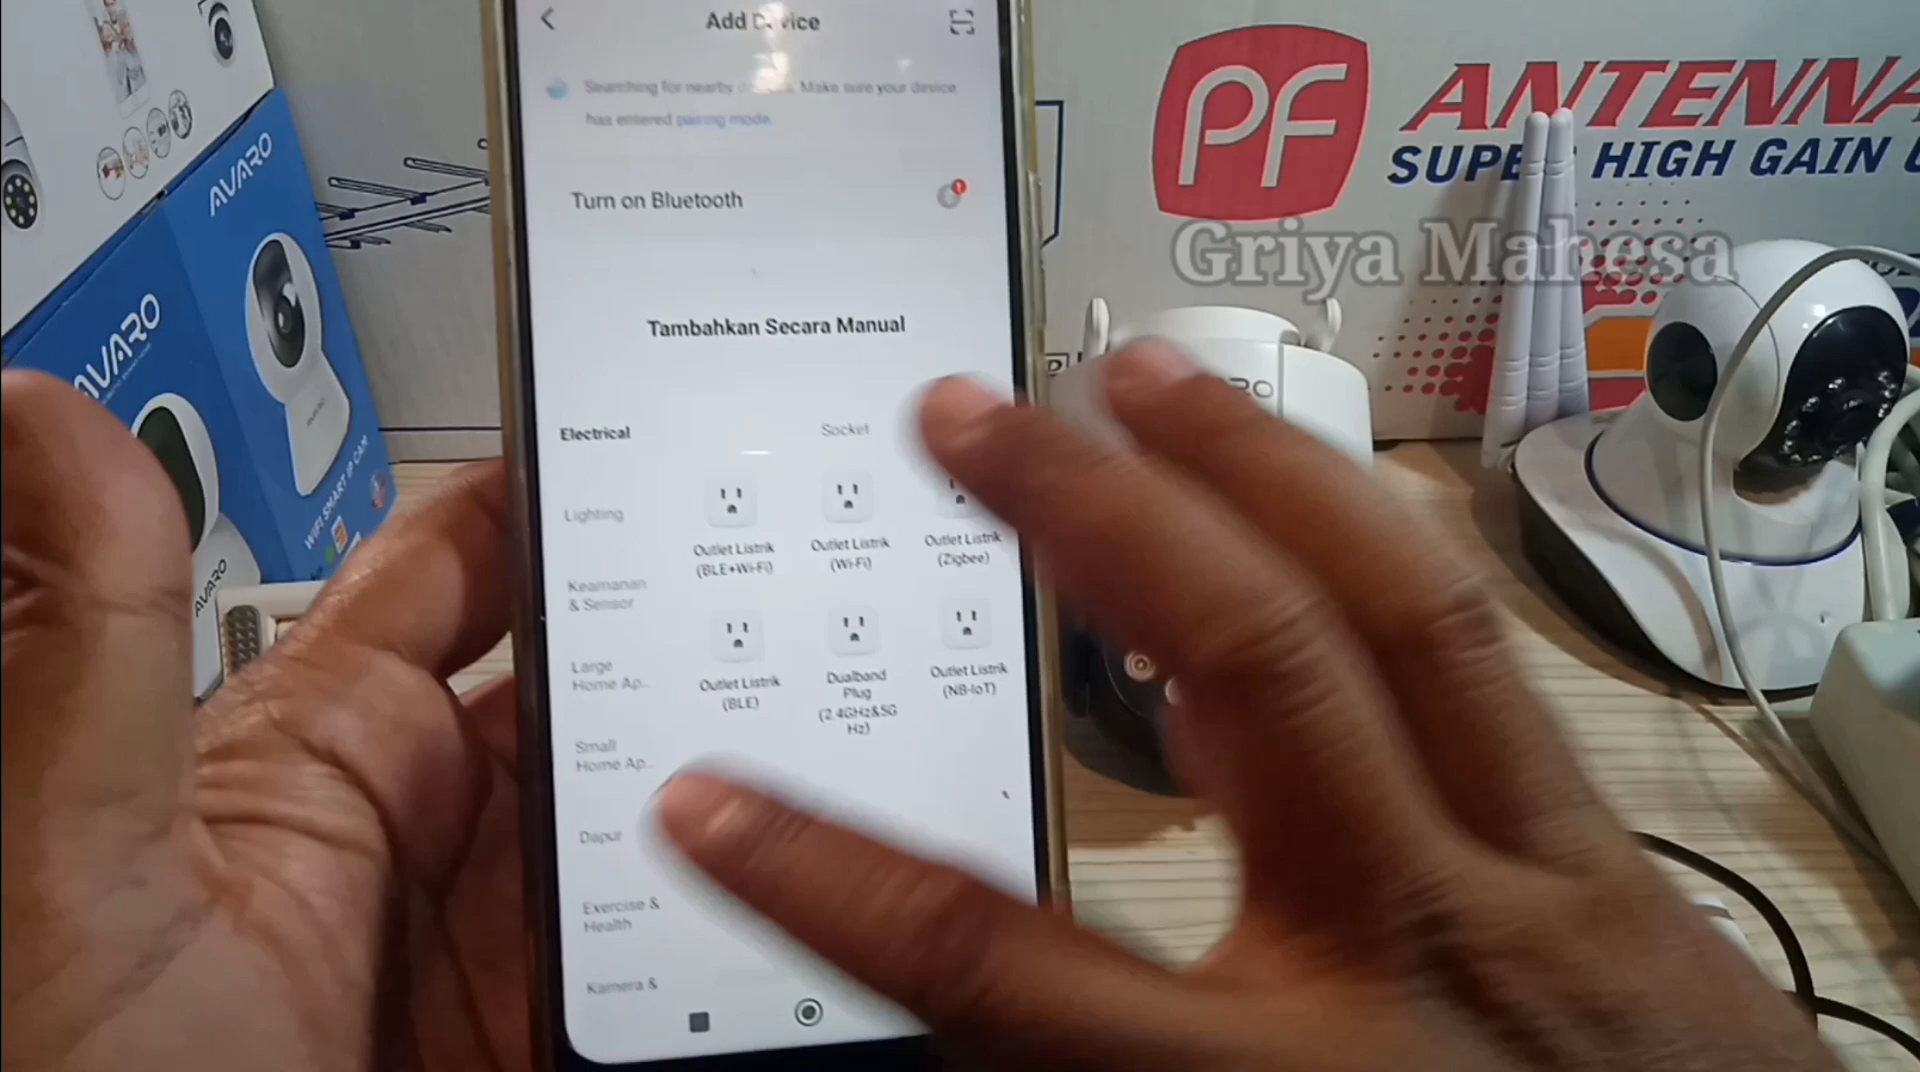 Add Device
Searching for nearby Make sure your device
has entered pairing mode.
Turn on Bluetooth
Tambahkan Secara Manual
Electrical
Socket
Lighting
Outlet Listrik
(BLE+Wi-Fi)
Outlet Listrik
(Wi-Fi)
Outlet Listrik
(Zigbee)
Keamanan
& Sensor
Large
Home Ap...
Outlet Listrik
(BLE)
Dualband
Plug
(2.4GHz&5G
Hz)
Outlet Listrik
(NB-IoT)
Small
Home Ap...
Dapur
Exercise &
Health
Kamera &
AVARO
AVARO
WIFI SMART IP CAM
AVARO
PF
ANTENNA
SUPER HIGH GAIN
Griya Mahesa